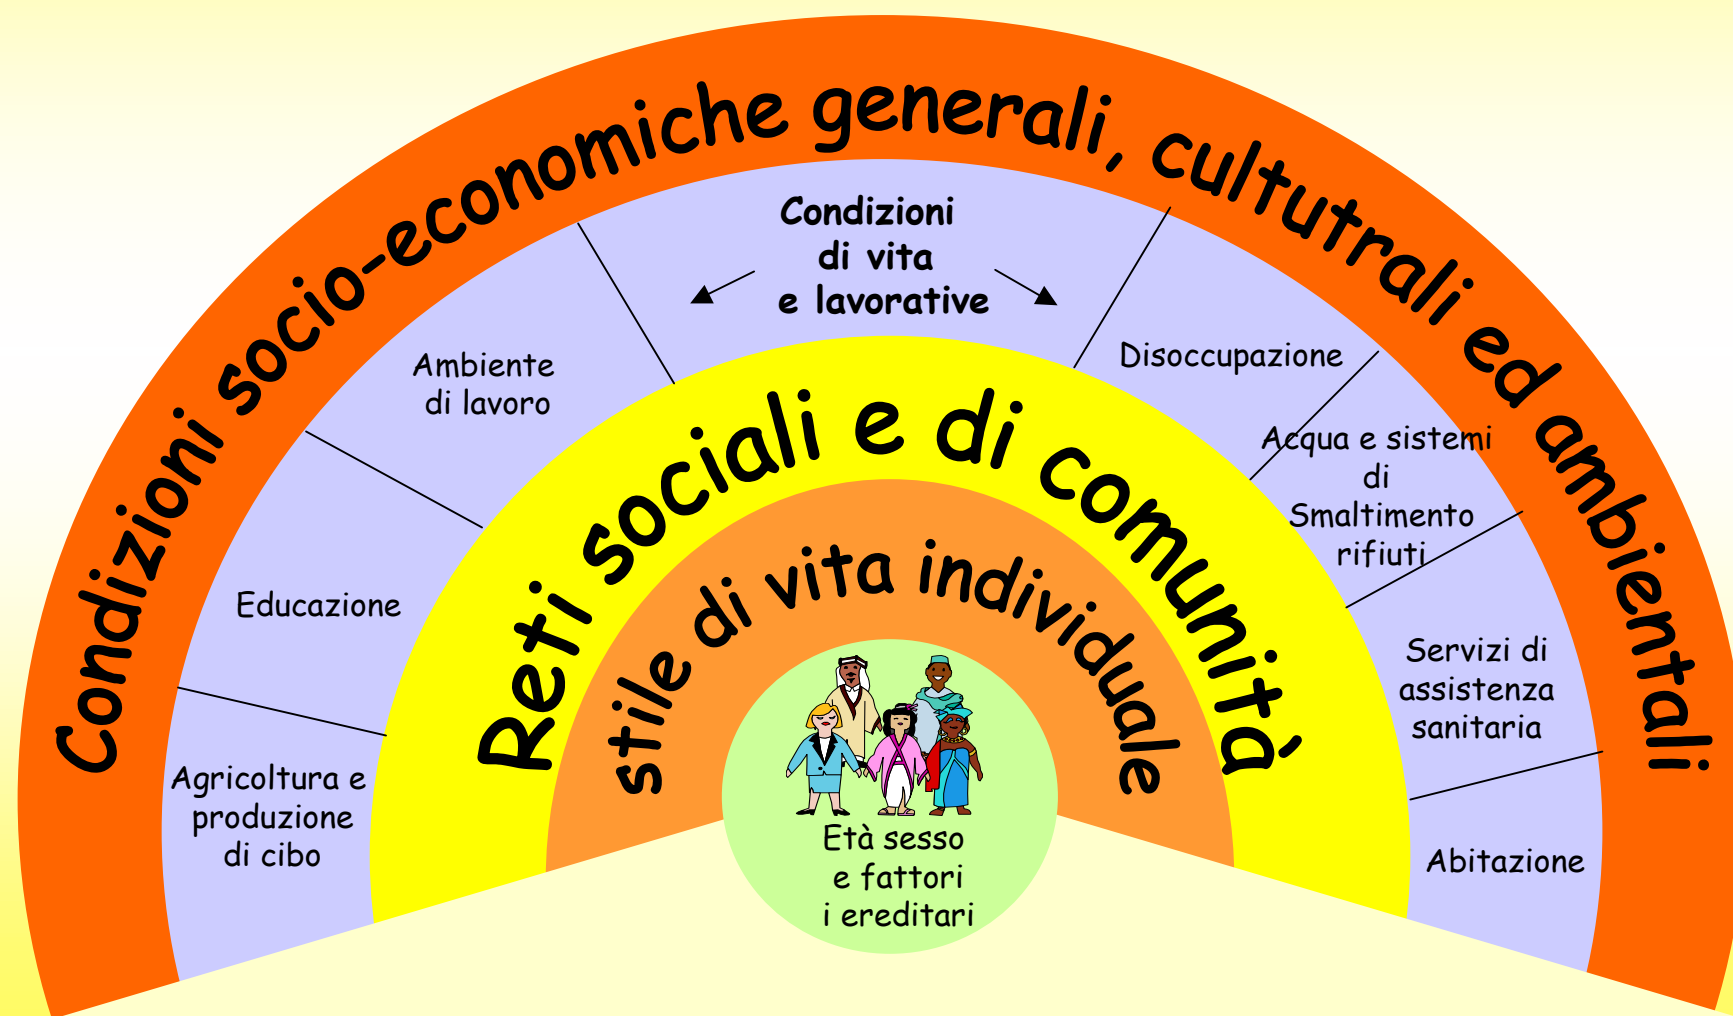 Condizioni socio-economiche generali, cultutrali ed ambientali
Condizioni
di vita
e lavorative
Ambiente
di lavoro
Educazione
Agricoltura e
produzione
di cibo
Disoccupazione
Acqua e sistemi
di
Smaltimento
rifiuti
Servizi di
assistenza
sanitaria
Abitazione
Reti sociali e di comunità
stile di vita individuale
Età sesso
e fattori
i ereditari